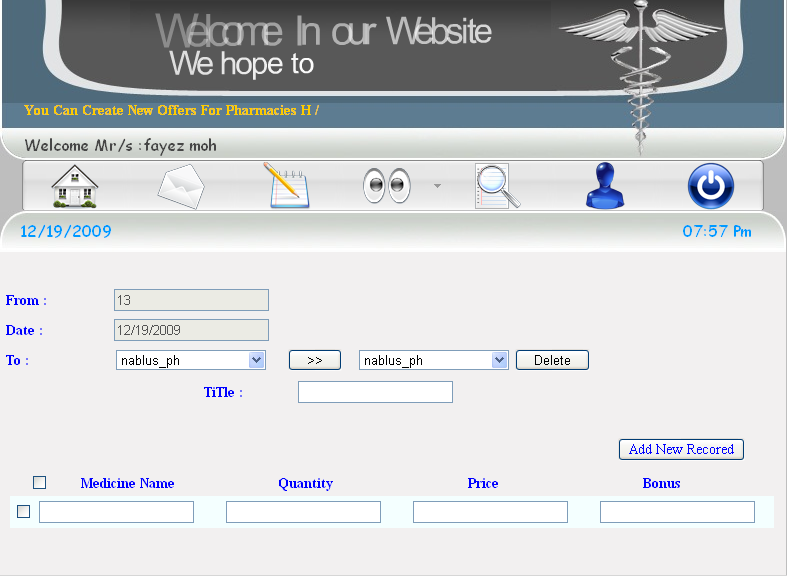 Welcome In our Website
We hope to
You Can Create New Offers For Pharmacies H /
Welcome Mr/s :fayez moh
12/19/2009 07:57 Pm
From : 13
Date : 12/19/2009
To : nablus_ph >> nablus_ph Delete
TiTle :
Add New Recored
Medicine Name Quantity Price Bonus